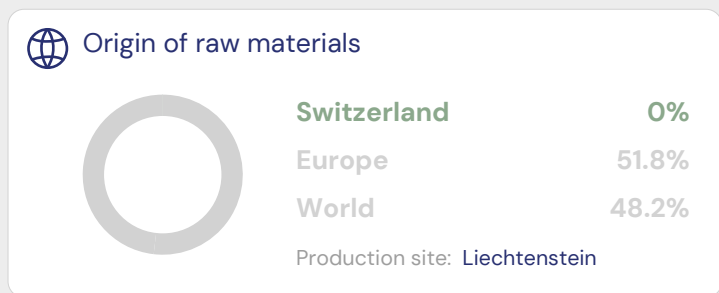 Origin of raw materials
Switzerland 0%
Europe 51.8%
World 48.2%
Production site: Liechtenstein